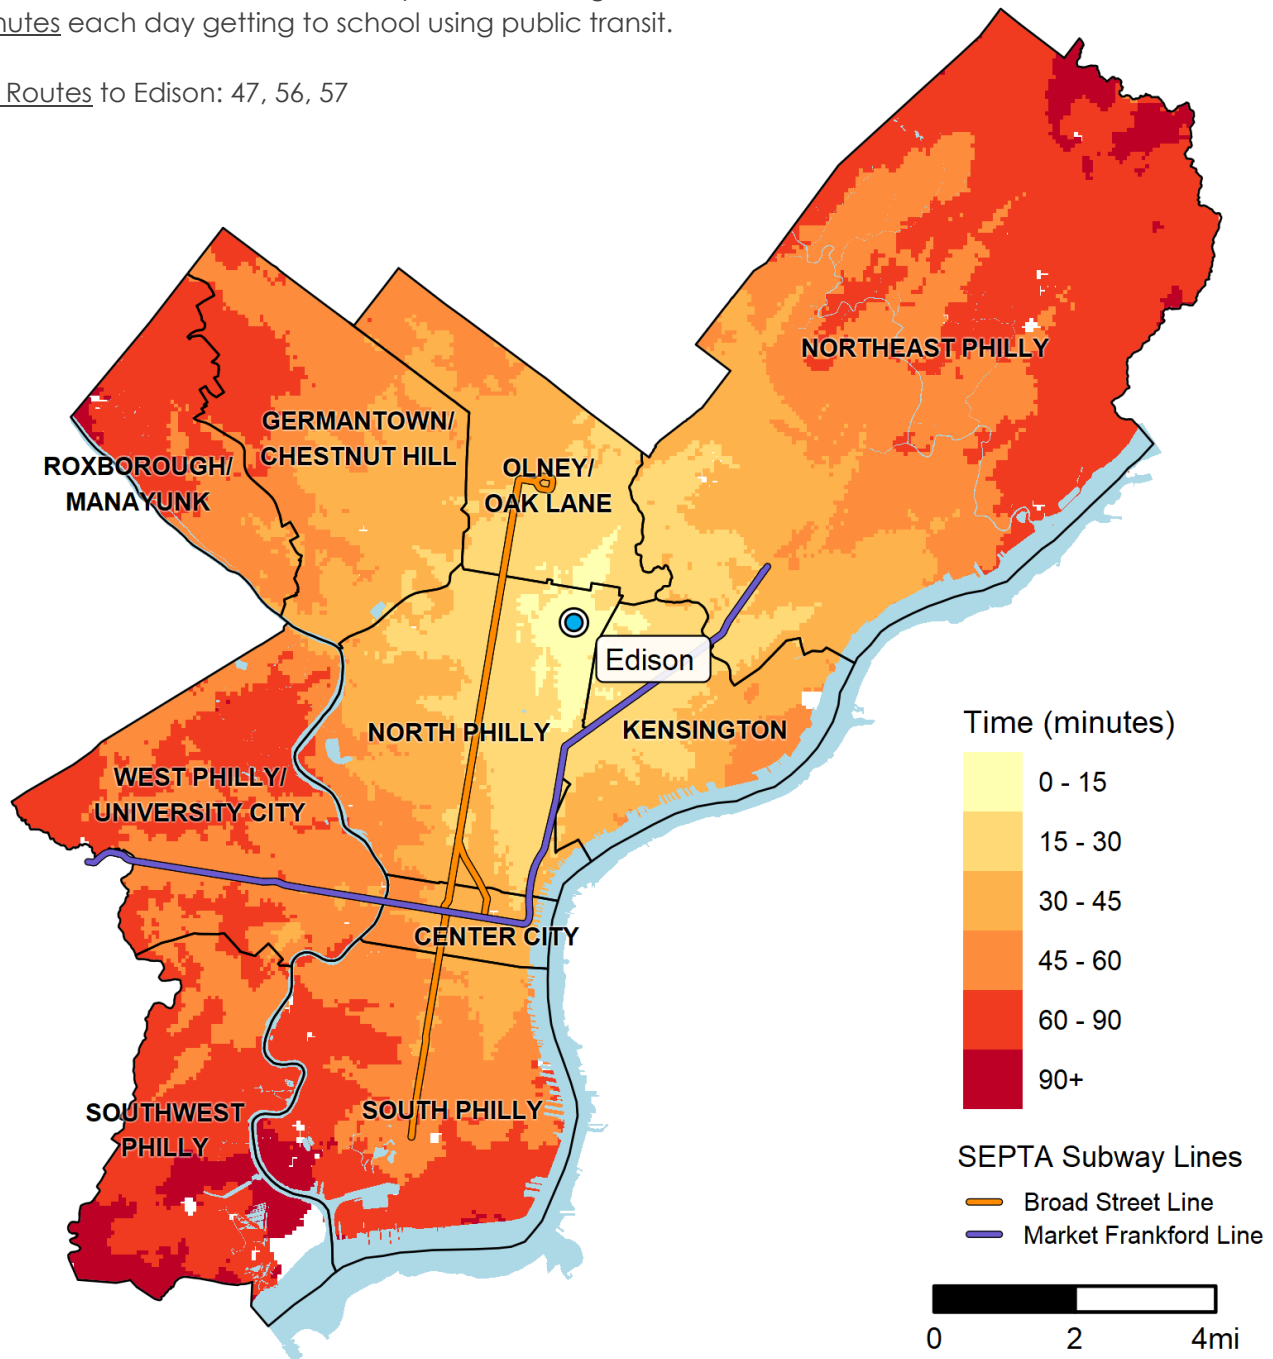 each day getting to school using public transit.
Routes to Edison: 47, 56, 57
NORTHEAST PHILLY
GERMANTOWN/
CHESTNUT HILL
ROXBOROUGH/
MANAYUNK
OLNEY/
OAK LANE
Edison
NORTH PHILLY
KENSINGTON
WEST PHILLY/
UNIVERSITY CITY
CENTER CITY
SOUTHWEST
PHILLY
SOUTH PHILLY
Time (minutes)
0 - 15
15 - 30
30 - 45
45 - 60
60 - 90
90+
SEPTA Subway Lines
Broad Street Line
Market Frankford Line
0 2 4mi